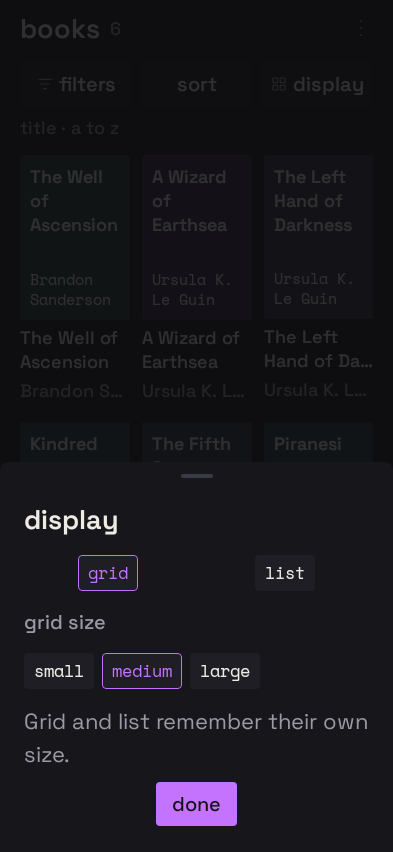 books 6
filters sort display
title · a to z
The Well of Ascension
Brandon Sanderson
A Wizard of Earthsea
Ursula K. Le Guin
The Left Hand of Darkness
Ursula K. Le Guin
The Well of Ascension
Brandon S...
A Wizard of Earthsea
Ursula K. L...
The Left Hand of Da...
Ursula K. L...
Kindred
The Fifth
Piranesi
display
grid list
grid size
small medium large
Grid and list remember their own
size.
done